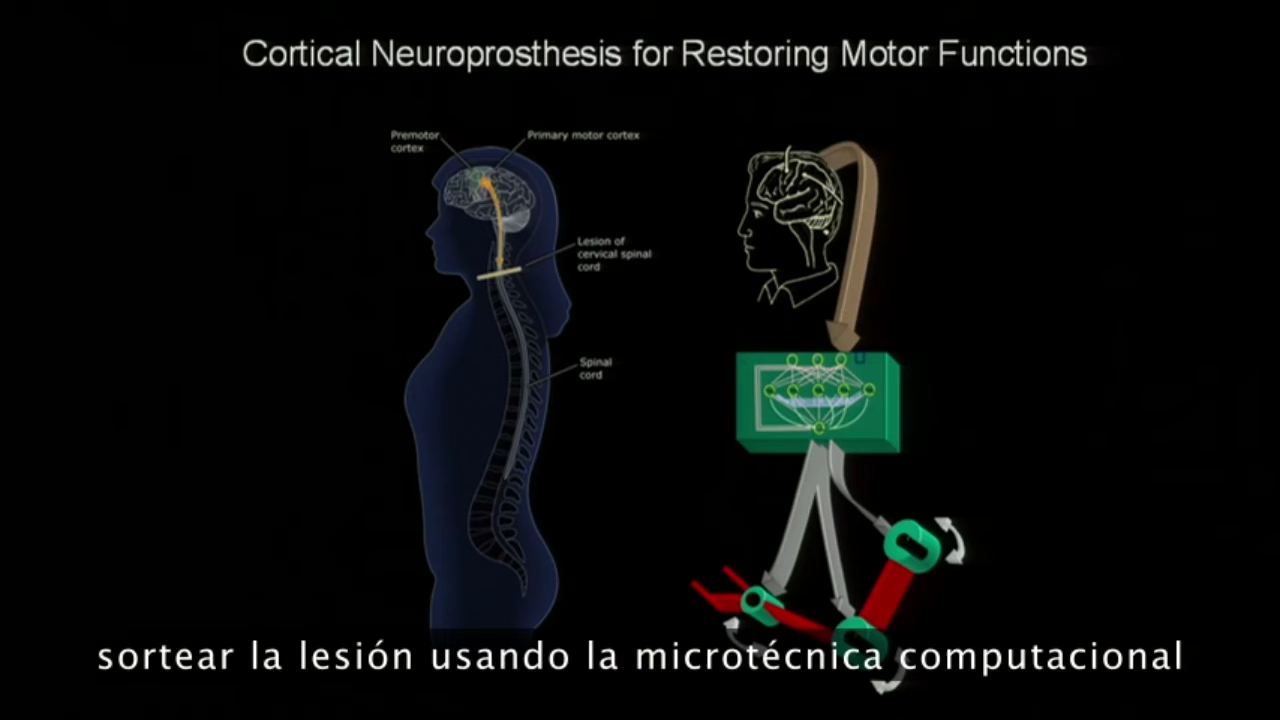 Cortical Neuroprosthesis for Restoring Motor Functions
Premotor
cortex
Primary motor cortex
Lesion of
cervical spinal
cord
Spinal
cord
sortear la lesión usando la microtécnica computacional